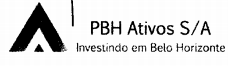 PBH Ativos S/A
Investindo em Belo Horizonte